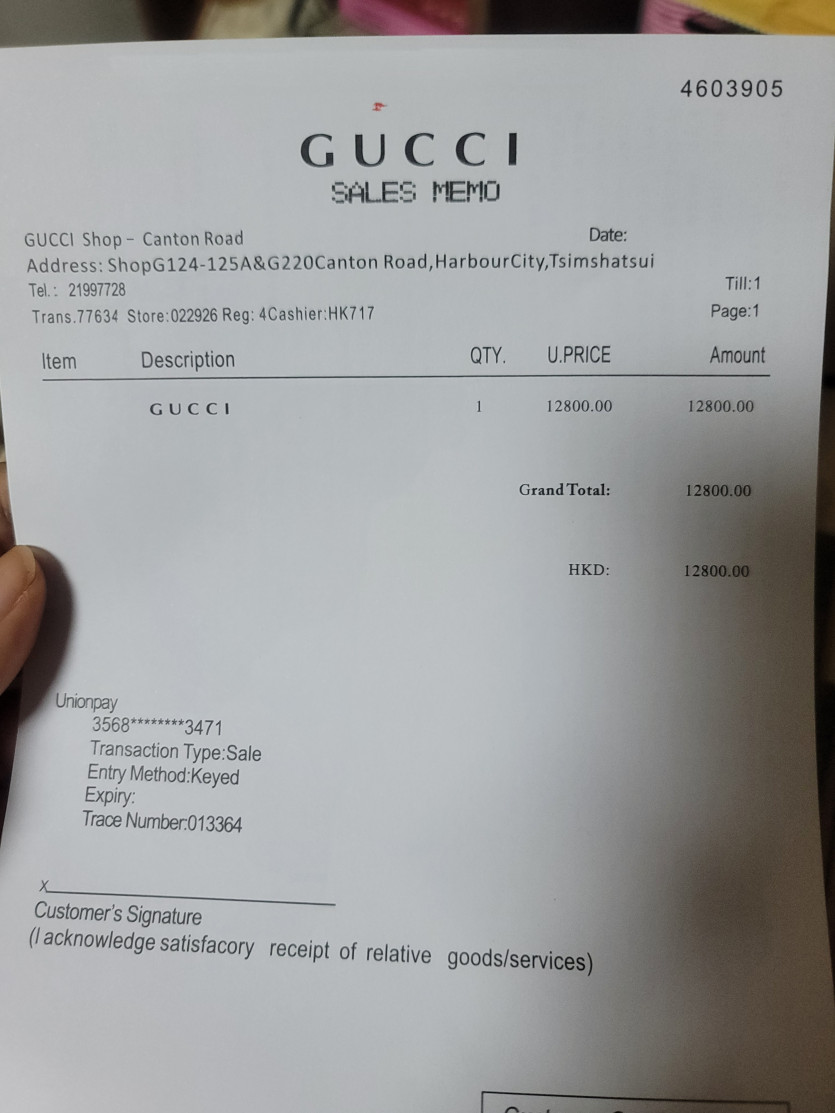 4603905
GUCCI
SALES MEMO
GUCCI Shop - Canton Road Date:
Address: ShopG124-125A&G220Canton Road,HarbourCity,Tsimshatsui
Tel.: 21997728 Till:1
Trans.77634 Store:022926 Reg: 4Cashier:HK717 Page:1
Item Description QTY. U.PRICE Amount
GUCCI 1 12800.00 12800.00
Grand Total: 12800.00
HKD: 12800.00
Unionpay
3568********3471
Transaction Type:Sale
Entry Method:Keyed
Expiry:
Trace Number:013364
X
Customer's Signature
(I acknowledge satisfacory receipt of relative goods/services)